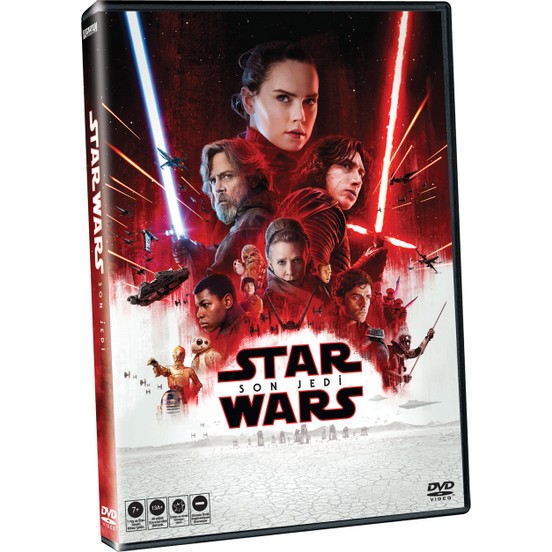 STAR WARS
SON JEDİ
STAR
SON JEDİ
WARS
7+
13A+
DVD
VIDEO
DVD